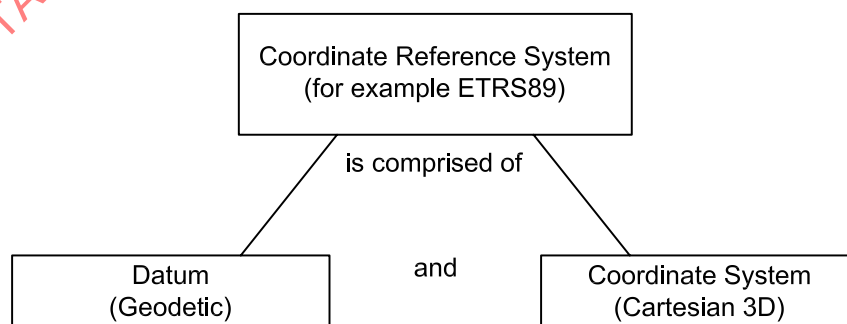 Coordinate Reference System
(for example ETRS89)
is comprised of
Datum
(Geodetic)
and
Coordinate System
(Cartesian 3D)